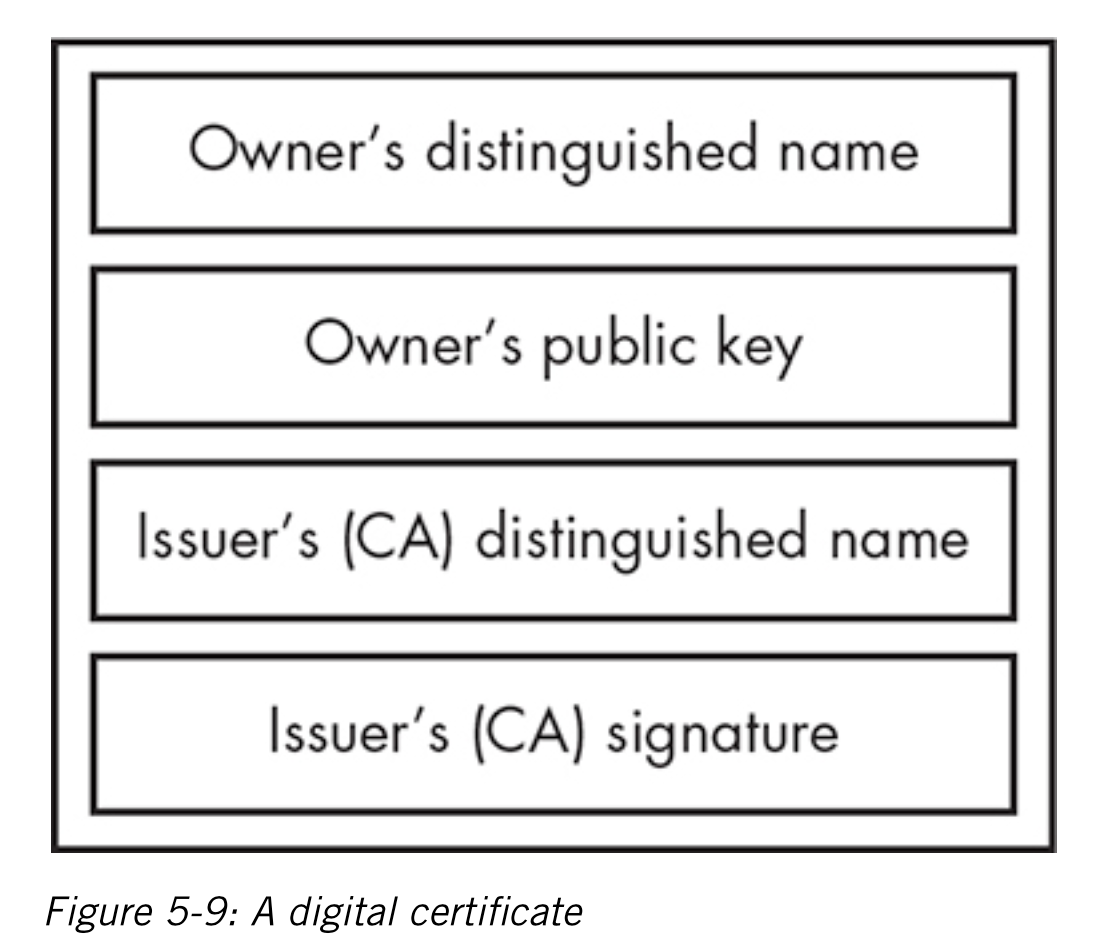 Owner’s distinguished name
Owner’s public key
Issuer’s (CA) distinguished name
Issuer’s (CA) signature
Figure 5-9: A digital certificate